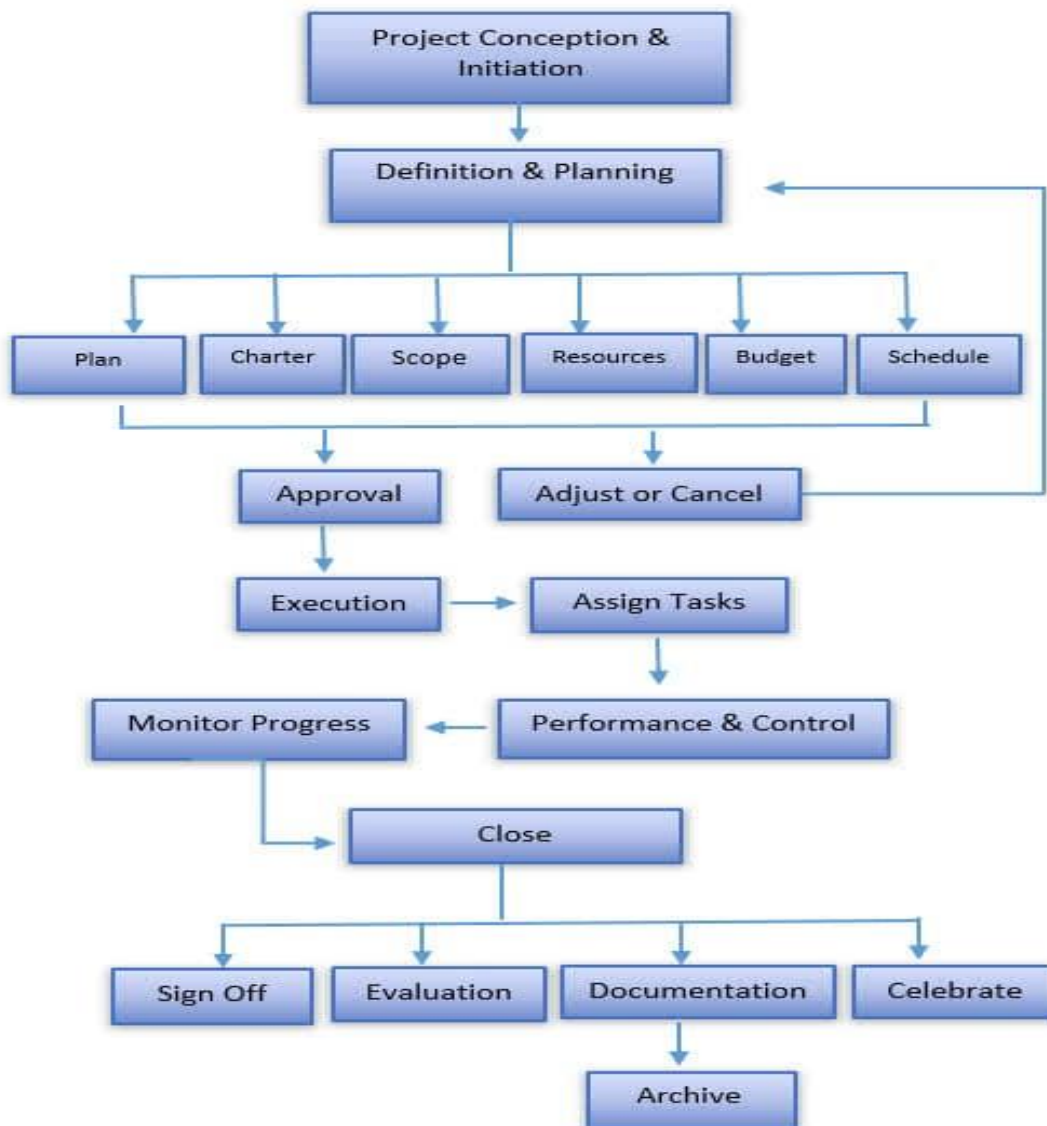 Project Conception &
Initiation
Definition & Planning
Plan
Charter
Scope
Resources
Budget
Schedule
Approval
Adjust or Cancel
Execution
Assign Tasks
Monitor Progress
Performance & Control
Close
Sign Off
Evaluation
Documentation
Celebrate
Archive